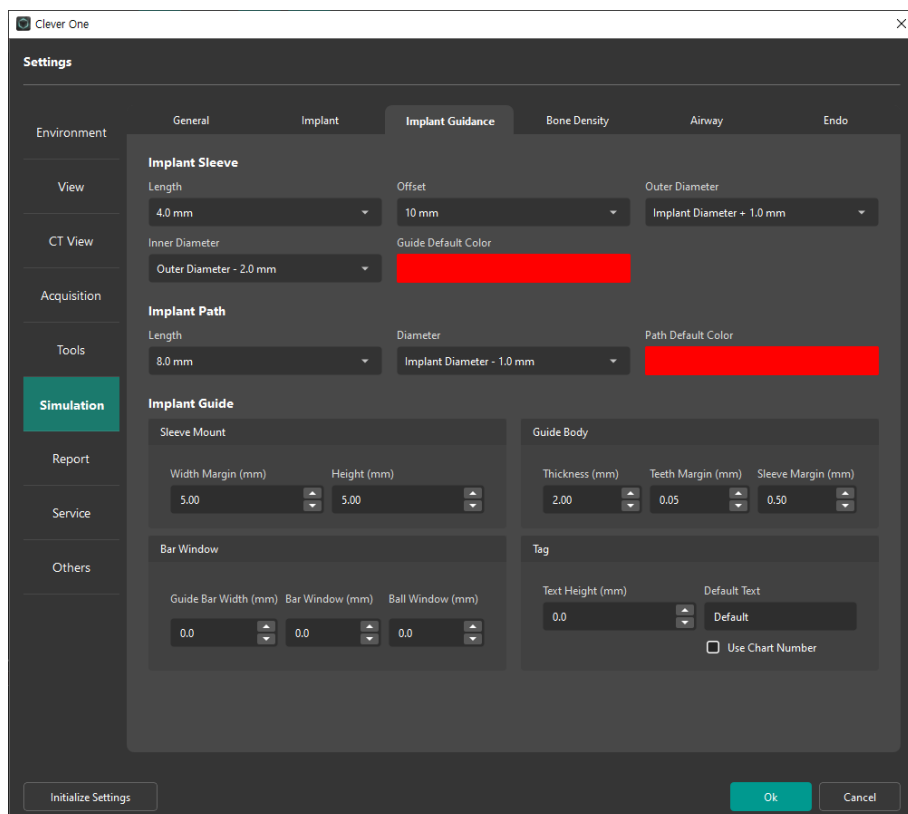 Clever One
Settings
General Implant Implant Guidance Bone Density Airway Endo
Environment
View
CT View
Acquisition
Tools
Simulation
Report
Service
Others
Implant Sleeve
Length Offset Outer Diameter
4.0 mm 10 mm Implant Diameter + 1.0 mm
Inner Diameter Guide Default Color
Outer Diameter - 2.0 mm
Implant Path
Length Diameter Path Default Color
8.0 mm Implant Diameter - 1.0 mm
Implant Guide
Sleeve Mount
Width Margin (mm) Height (mm)
5.00 5.00
Guide Body
Thickness (mm) Teeth Margin (mm) Sleeve Margin (mm)
2.00 0.05 0.50
Bar Window
Guide Bar Width (mm) Bar Window (mm) Ball Window (mm)
0.0 0.0 0.0
Tag
Text Height (mm) Default Text
0.0 Default
Use Chart Number
Initialize Settings Ok Cancel